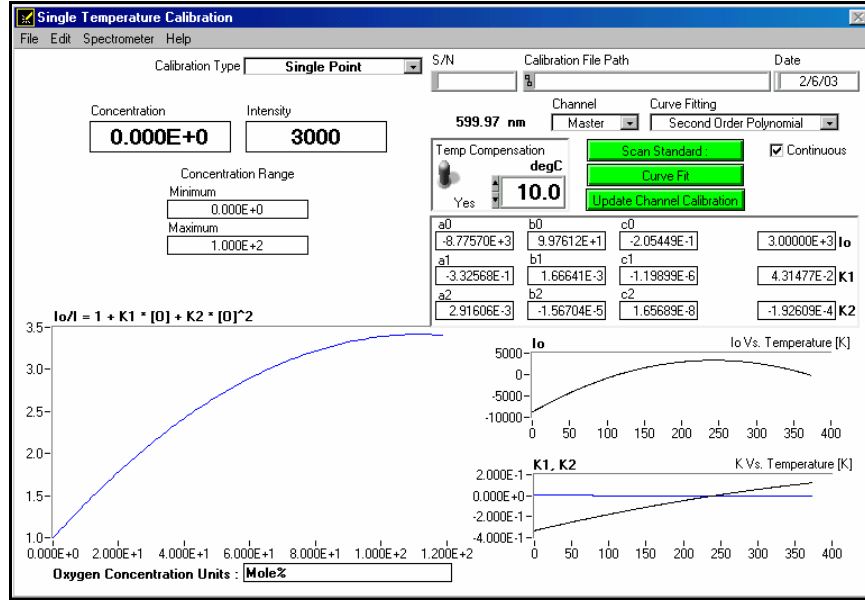 Single Temperature Calibration
File Edit Spectrometer Help
Calibration Type Single Point
S/N Calibration File Path Date
2/6/03
Concentration Intensity
0.000E+0 3000
599.97 nm
Channel Curve Fitting
Master Second Order Polynomial
Concentration Range
Minimum
0.000E+0
Maximum
1.000E+2
Temp Compensation
degC
Yes 10.0
Scan Standard :
Curve Fit
Update Channel Calibration
Continuous
a0 b0 c0
-8.77570E+3 9.97612E+1 -2.05449E-1 3.00000E+3 Io
a1 b1 c1
-3.32568E-1 1.66641E-3 -1.19899E-6 4.31477E-2 K1
a2 b2 c2
2.91606E-3 -1.56704E-5 1.65689E-8 -1.92609E-4 K2
Io/I = 1 + K1 * [O] + K2 * [O]^2
3.5
3.0
2.5
2.0
1.5
1.0
0.000E+0 2.000E+1 4.000E+1 6.000E+1 8.000E+1 1.000E+2 1.200E+2
Oxygen Concentration Units : Mole%
Io Io Vs. Temperature [K]
5000
0
-5000
-10000
0 50 100 150 200 250 300 350 400
K1, K2 K Vs. Temperature [K]
2.000E-1
0.000E+0
-2.000E-1
-4.000E-1
0 50 100 150 200 250 300 350 400